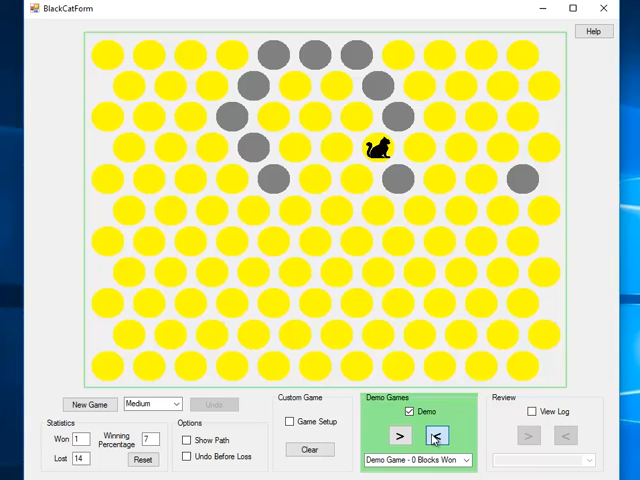 BlackCatForm
Help
New Game
Medium
Undo
Statistics
Won 1
Winning Percentage 7
Lost 14
Reset
Options
Show Path
Undo Before Loss
Custom Game
Game Setup
Clear
Demo Games
Demo
> <
Demo Game - 0 Blocks Won
Review
View Log
> <